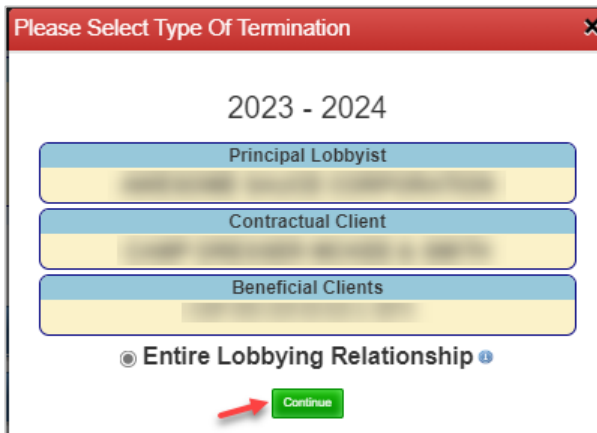 Please Select Type Of Termination
2023 - 2024
Principal Lobbyist
Contractual Client
Beneficial Clients
Entire Lobbying Relationship
Continue